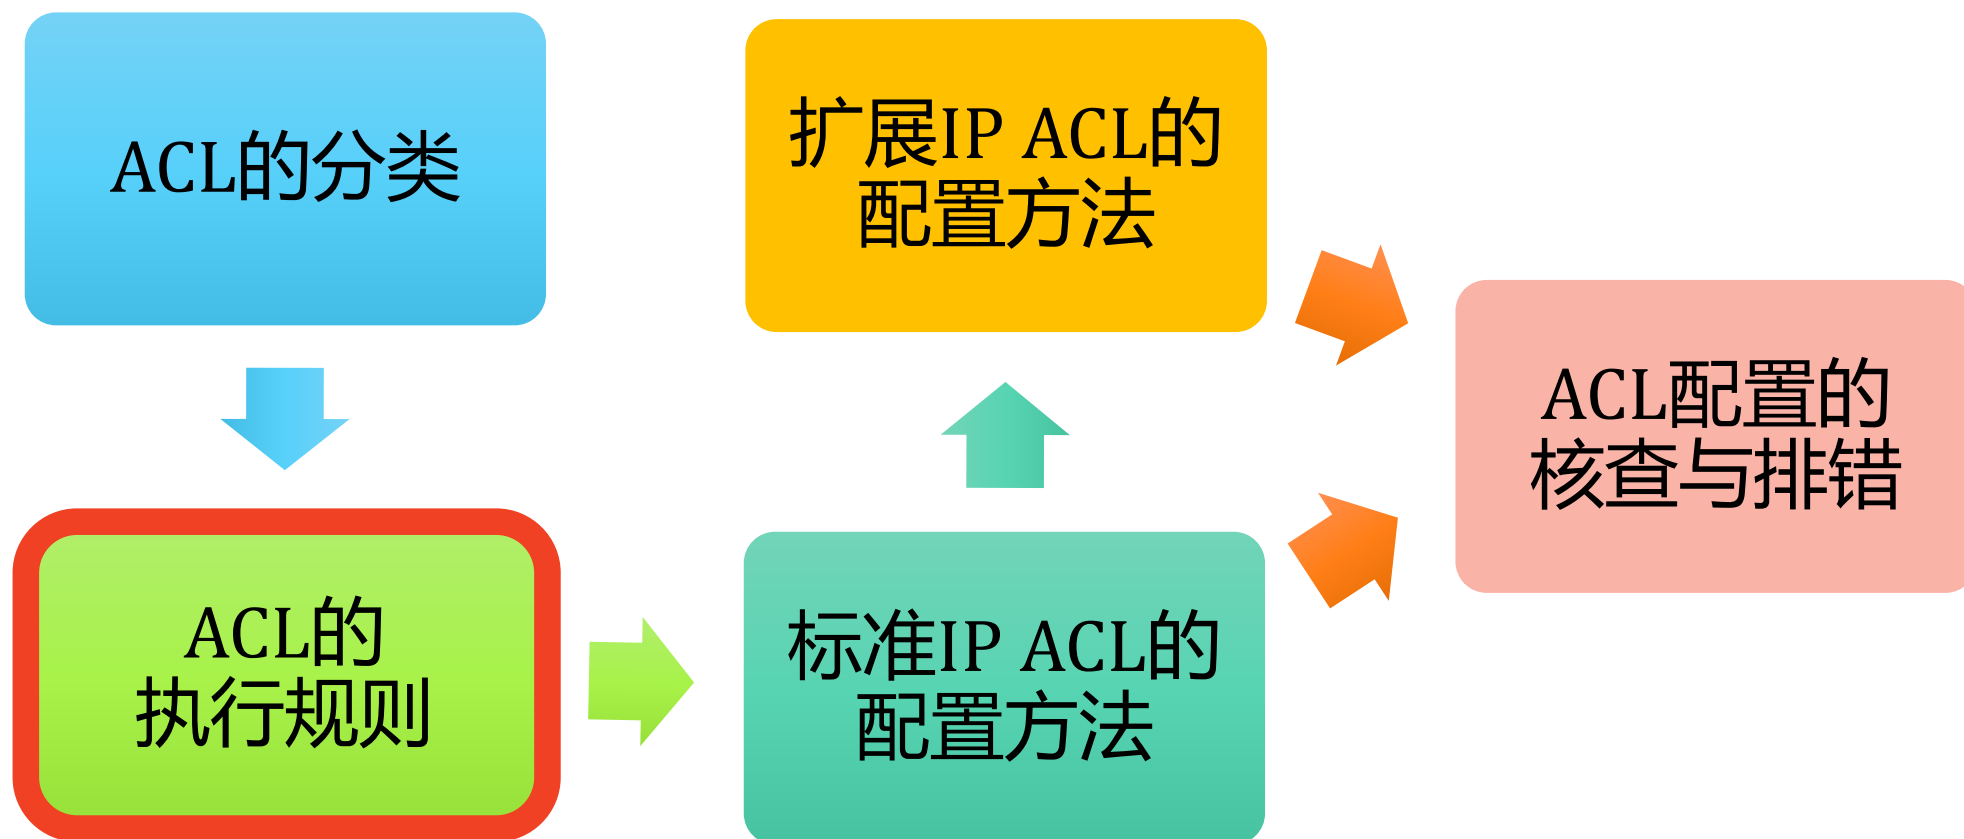 ACL的分类
ACL的
执行规则
标准IP ACL的
配置方法
扩展IP ACL的
配置方法
ACL配置的
核查与排错